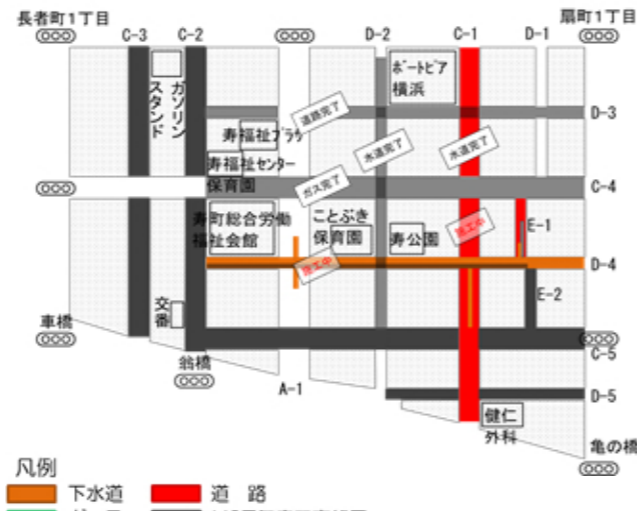 長者町1丁目
C-3
C-2
D-2
C-1
D-1
扇町1丁目
ガソリン
スタンド
ボートピア
横浜
道路完了
D-3
寿福祉プラザ
水道完了
水道完了
寿福祉センター
保育園
ガス完了
C-4
寿町総合労働
福祉会館
ことぶき
保育園
寿公園
施工中
E-1
施工中
D-4
交番
E-2
車橋
翁橋
A-1
C-5
D-5
健仁
外科
亀の橋
凡例
下水道
道路